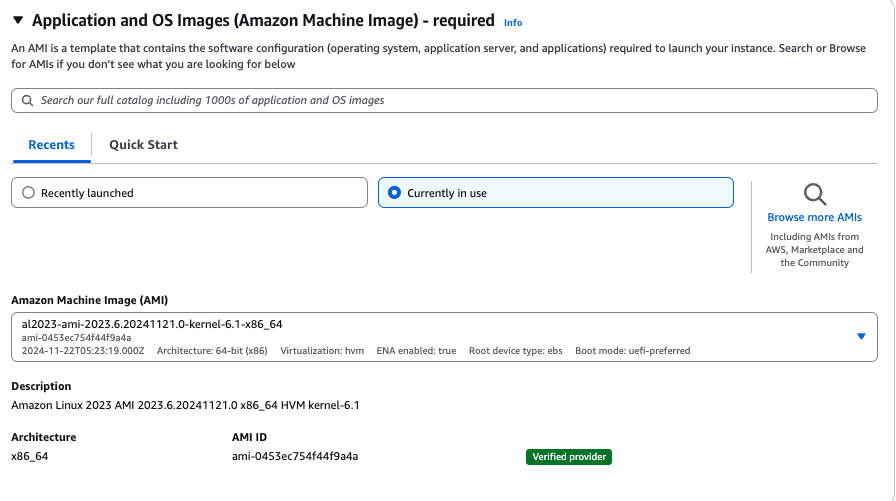 Application and OS Images (Amazon Machine Image) - required Info
An AMI is a template that contains the software configuration (operating system, application server, and applications) required to launch your instance. Search or Browse
for AMIs if you don't see what you are looking for below
Search our full catalog including 1000s of application and OS images
Recents Quick Start
Recently launched Currently in use
Browse more AMIs
Including AMIs from
AWS, Marketplace and
the Community
Amazon Machine Image (AMI)
al2023-ami-2023.6.20241121.0-kernel-6.1-x86_64
ami-0453ec754f44f9a4a
2024-11-22T05:23:19.000Z Architecture: 64-bit (x86) Virtualization: hvm ENA enabled: true Root device type: ebs Boot mode: uefi-preferred
Description
Amazon Linux 2023 AMI 2023.6.20241121.0 x86_64 HVM kernel-6.1
Architecture AMI ID
x86_64 ami-0453ec754f44f9a4a Verified provider